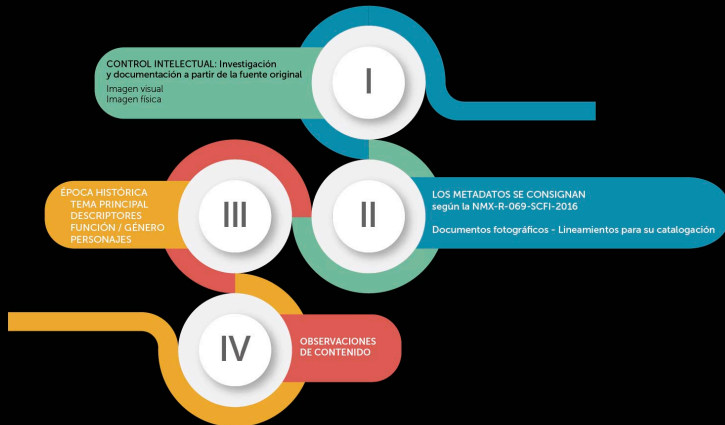 CONTROL INTELECTUAL: Investigación
y documentación a partir de la fuente original
Imagen visual
Imagen física
I
ÉPOCA HISTÓRICA
TEMA PRINCIPAL
DESCRIPTORES
FUNCIÓN / GÉNERO
PERSONAJES
III
II
LOS METADATOS SE CONSIGNAN
según la NMX-R-069-SCFI-2016
Documentos fotográficos - Lineamientos para su catalogación
IV
OBSERVACIONES
DE CONTENIDO